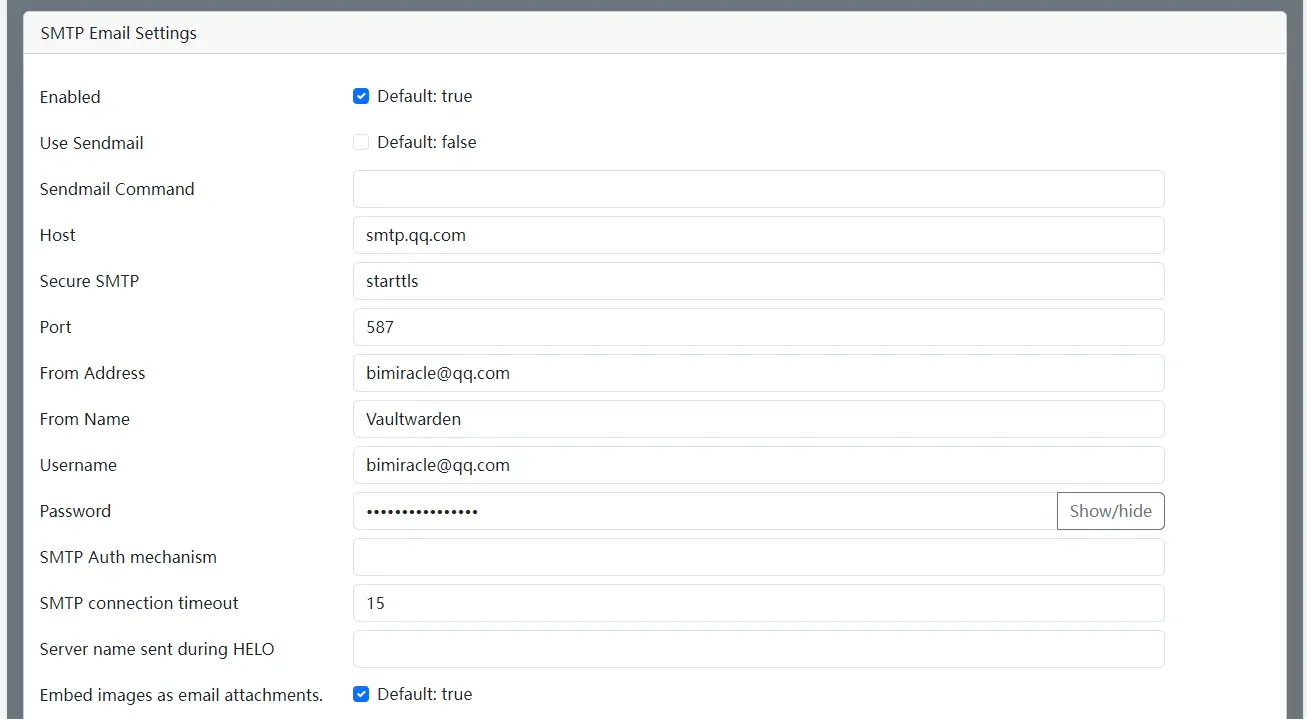 SMTP Email Settings
Enabled Default: true
Use Sendmail Default: false
Sendmail Command
Host smtp.qq.com
Secure SMTP starttls
Port 587
From Address bimiracle@qq.com
From Name Vaultwarden
Username bimiracle@qq.com
Password •••••••••••••••• Show/hide
SMTP Auth mechanism
SMTP connection timeout 15
Server name sent during HELO
Embed images as email attachments. Default: true